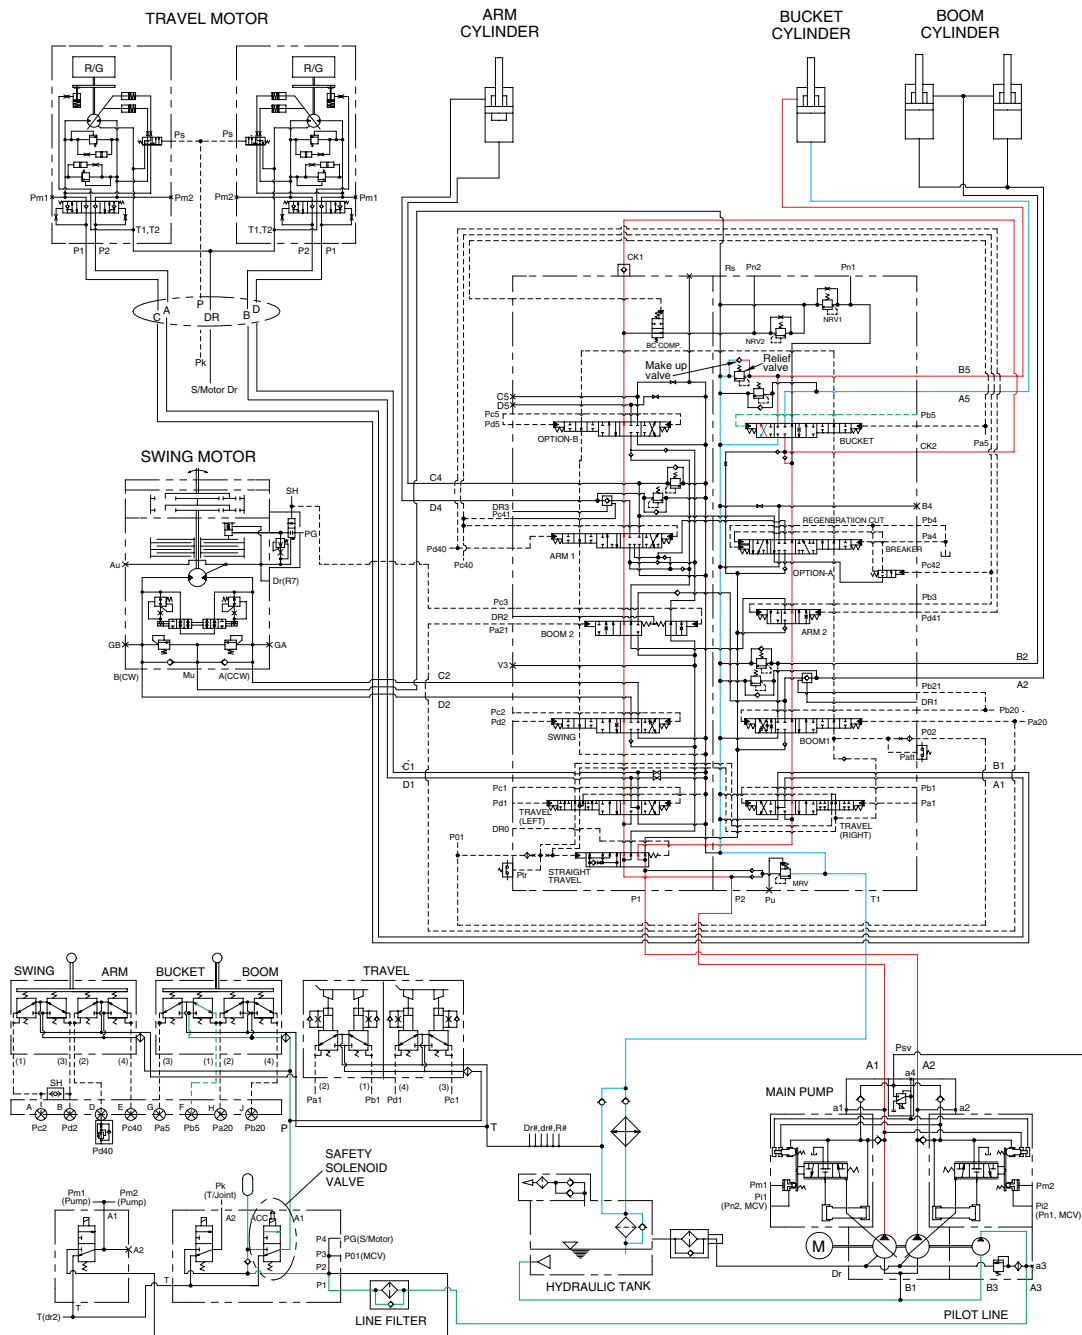 TRAVEL MOTOR
ARM
CYLINDER
BUCKET
CYLINDER
BOOM
CYLINDER
R/G
R/G
Ps
Ps
Pm1
Pm2
Pm2
Pm1
T1,T2
T1,T2
P1 P2
P2 P1
C A P DR B D
Pk
S/Motor Dr
CK1
Rs
Pn2
Pn1
NRV1
NRV2
BC COMP.
Make up
valve
Relief
valve
B5
A5
C5
D5
Pc5
Pd5
OPTION-B
Pb5
BUCKET
Pa5
CK2
SWING MOTOR
SH
PG
Au
Dr(R7)
GB
GA
B(CW)
Mu
A(CCW)
C4
D4
DR3
Pc41
ARM 1
Pd40
Pc40
B4
Pb4
REGENERATIION CUT
Pa4
BREAKER
OPTION-A
Pc42
Pc3
DR2
Pa21
BOOM 2
Pb3
Pd41
ARM 2
V3
B2
A2
C2
D2
Pb21
DR1
Pb20
Pa20
Pc2
Pd2
SWING
BOOM1
P02
Patt
C1
D1
B1
A1
Pc1
Pd1
TRAVEL
(LEFT)
Pb1
Pa1
TRAVEL
(RIGHT)
DR0
P01
Ptr
STRAIGHT
TRAVEL
MRV
P1
P2
Pu
T1
SWING
ARM
BUCKET
BOOM
TRAVEL
(1) (3) (2) (4)
(3) (1) (2) (4)
(2) (1) (4) (3)
Pa1 Pb1 Pd1 Pc1
SH
A B D E G F H J
Pc2 Pd2 Pc40 Pa5 Pb5 Pa20 Pb20
Pd40
P
T
SAFETY
SOLENOID
VALVE
Dr#,dr#,R#
Psv
A1
A2
a4
MAIN PUMP
a1
a2
Pm1
Pi1
(Pn2, MCV)
Pm2
Pi2
(Pn1, MCV)
M
Dr
B1
B3
a3
A3
PILOT LINE
HYDRAULIC TANK
Pm1
(Pump)
Pm2
(Pump)
A1
A2
T
T(dr2)
Pk
(T/Joint)
A2
ACC
A1
T
P4
PG(S/Motor)
P3
P01(MCV)
P2
P1
LINE FILTER